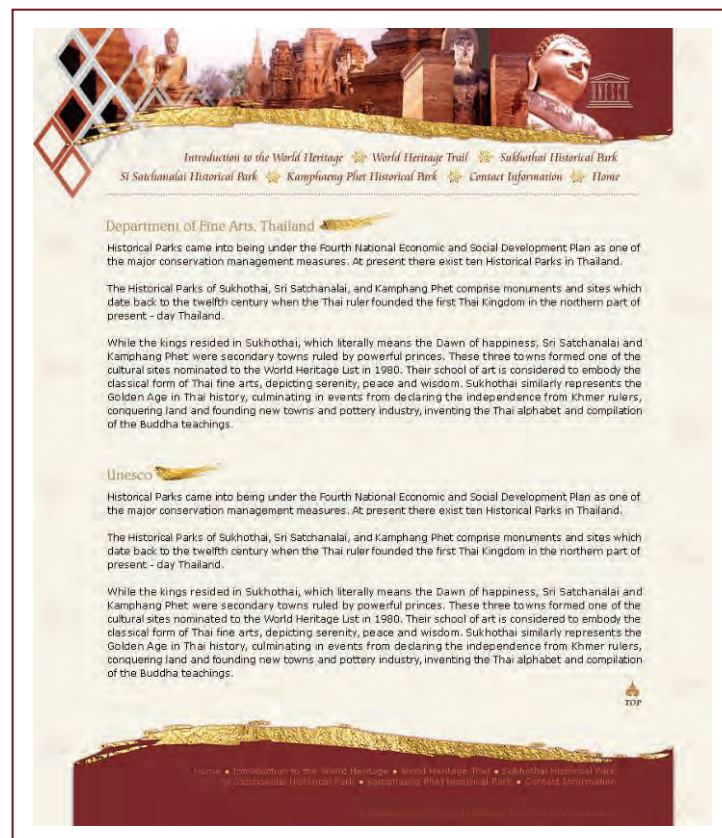 UNESCO
Introduction to the World Heritage World Heritage Trail Sukhothai Historical Park
Si Satchanalai Historical Park Kamphaeng Phet Historical Park Contact Information Home
Department of Fine Arts, Thailand
Historical Parks came into being under the Fourth National Economic and Social Development Plan as one of
the major conservation management measures. At present there exist ten Historical Parks in Thailand.
The Historical Parks of Sukhothai, Sri Satchanalai, and Kamphaeng Phet comprise monuments and sites which
date back to the twelfth century when the Thai ruler founded the first Thai Kingdom in the northern part of
present - day Thailand.
While the kings resided in Sukhothai, which literally means the Dawn of happiness, Sri Satchanalai and
Kamphang Phet were secondary towns ruled by powerful princes. These three towns formed one of the
cultural sites nominated to the World Heritage List in 1980. Their school of art is considered to embody the
classical form of Thai fine arts, depicting serenity, peace and wisdom. Sukhothai similarly represents the
Golden Age in Thai history, culminating in events from declaring the independence from Khmer rulers,
conquering land and founding new towns and pottery industry, inventing the Thai alphabet and compilation
of the Buddha teachings.
Unesco
Historical Parks came into being under the Fourth National Economic and Social Development Plan as one of
the major conservation management measures. At present there exist ten Historical Parks in Thailand.
The Historical Parks of Sukhothai, Sri Satchanalai, and Kamphaeng Phet comprise monuments and sites which
date back to the twelfth century when the Thai ruler founded the first Thai Kingdom in the northern part of
present - day Thailand.
While the kings resided in Sukhothai, which literally means the Dawn of happiness, Sri Satchanalai and
Kamphang Phet were secondary towns ruled by powerful princes. These three towns formed one of the
cultural sites nominated to the World Heritage List in 1980. Their school of art is considered to embody the
classical form of Thai fine arts, depicting serenity, peace and wisdom. Sukhothai similarly represents the
Golden Age in Thai history, culminating in events from declaring the independence from Khmer rulers,
conquering land and founding new towns and pottery industry, inventing the Thai alphabet and compilation
of the Buddha teachings.
TOP
Home • Introduction to the World Heritage • World Heritage Trail • Sukhothai Historical Park
Si Satchanalai Historical Park • Kamphaeng Phet Historical Park • Contact Information